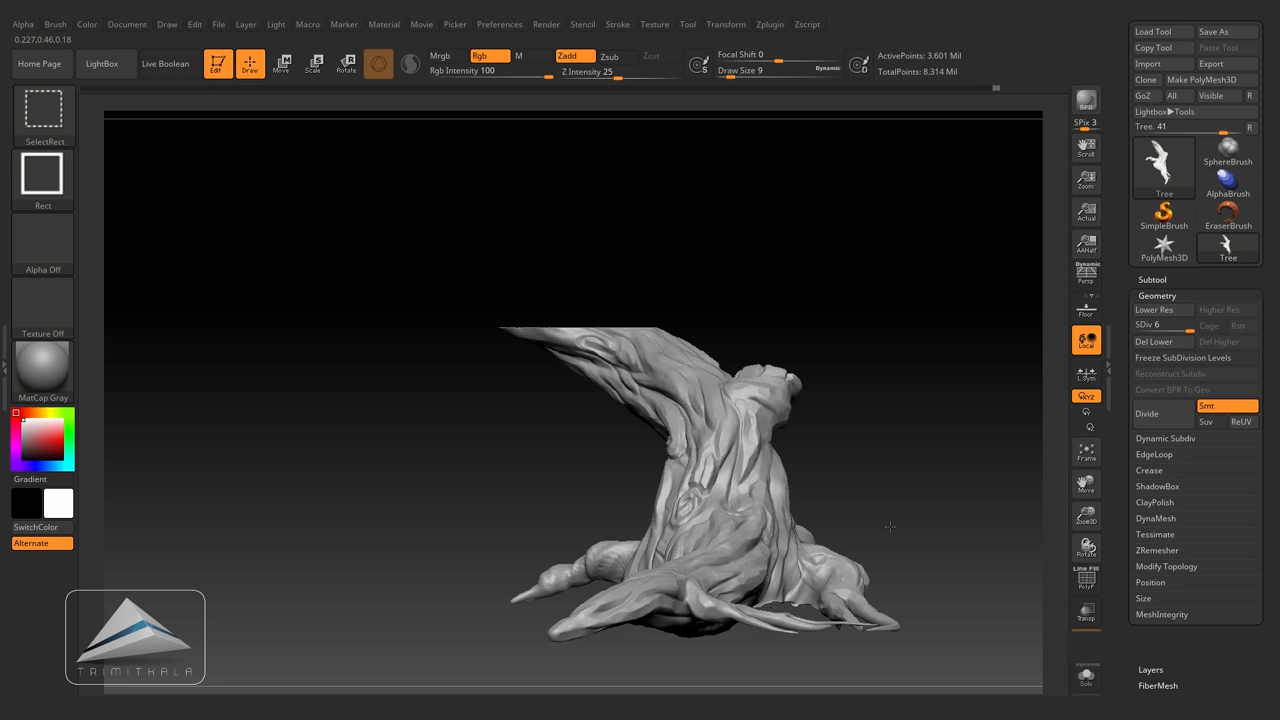 Alpha Brush Color Document Draw Edit File Layer Light Macro Marker Material Movie Picker Preferences Render Stencil Stroke Texture Tool Transform Zplugin Zscript
0.227,0.46,0.18
Home Page LightBox Live Boolean Edit Draw Move Scale Rotate
Mrgb Rgb M Zadd Zsub Zcut
Rgb Intensity 100 Z Intensity 25
Focal Shift 0
Draw Size 9 Dynamic
ActivePoints: 3.601 Mil
TotalPoints: 8.314 Mil
SelectRect
Rect
Alpha Off
Texture Off
MatCap Gray
Gradient
SwitchColor
Alternate
TRIMITKALA
BPR
SPix 3
Scroll
Zoom
Actual
AAHalf
Dynamic
Persp
Floor
Local
L.Sym
XYZ
Frame
Move
Zoom3D
Rotate
Line Fill
PolyF
Transp
Dynamic
Solo
Load Tool Save As
Copy Tool Paste Tool
Import Export
Clone Make PolyMesh3D
GoZ All Visible R
Lightbox▶Tools
Tree. 41 R
Tree SphereBrush
AlphaBrush
SimpleBrush EraserBrush
PolyMesh3D Tree
Subtool
Geometry
Lower Res Higher Res
SDiv 6 Cage Rstr
Del Lower Del Higher
Freeze SubDivision Levels
Reconstruct Subdiv
Convert BPR To Geo
Divide Smt
Suv ReUV
Dynamic Subdiv
EdgeLoop
Crease
ShadowBox
ClayPolish
DynaMesh
Tessimate
ZRemesher
Modify Topology
Position
Size
MeshIntegrity
Layers
FiberMesh